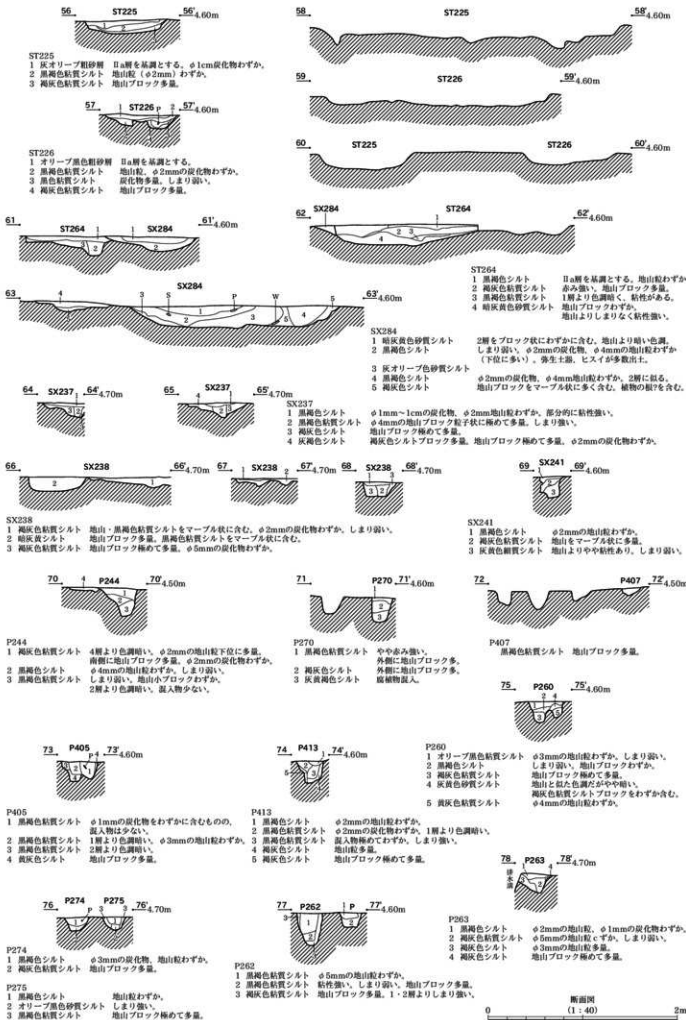 56 ST225 56' 4.60m
1 2 3
ST225
1 灰オリーブ粗砂層 Ⅱa層を基調とする。φ1cm炭化物わずか。
2 黒褐色粘質シルト 地山粒（φ2mm）わずか。
3 褐灰色粘質シルト 地山ブロック多量。
57 ST226 57' 4.60m
1 P 2
ST226
1 オリーブ黒色粗砂層 Ⅱa層を基調とする。
2 黒褐色粘質シルト 地山粒、φ2mmの炭化物わずか。
3 黒色粘質シルト 炭化物多量。しまり弱い。
4 褐灰色粘質シルト 地山ブロック多量。
58 ST225 58' 4.60m
59 ST226 59' 4.60m
60 ST225 ST226 60' 4.60m
61 ST264 1 SX284 61' 4.60m
3 2 2
62 SX284 ST264 62' 4.60m
1 2 3 4
ST264
1 黒褐色シルト Ⅱa層を基調とする。地山粒わずか
2 褐灰色粘質シルト 赤み強い。地山ブロック多量。
3 黒褐色粘質シルト 1層より色調暗く、粘性がある。
4 暗灰黄色砂質シルト 地山ブロックわずか。
地山よりしまりなく粘性強い。
63 SX284 63' 4.60m
4 3 S P W 5
1 2 3 5 4
SX284
1 暗灰黄色砂質シルト 2層をブロック状にわずかに含む。地山より暗い色調。
2 黒褐色シルト しまり弱い。φ2mmの炭化物、φ4mmの地山粒わずか
（下位に多い）。弥生土器、ヒスイが多数出土。
3 灰オリーブ色砂質シルト
4 黒褐色シルト φ2mmの炭化物、φ4mm地山粒わずか。2層に似る。
5 褐灰色シルト 地山ブロックをマーブル状に多く含む。植物の根?を含む。
64 SX237 64' 4.70m
1 3 2
65 SX237 65' 4.70m
4 1 2
SX237
1 黒褐色シルト φ1mm〜1cmの炭化物、φ2mm地山粒わずか。部分的に粘性強い。
2 黒褐色粘質シルト φ4mmの地山ブロック粒子状に極めて多量。しまり強い。
3 褐灰色シルト 地山ブロック極めて多量。
4 灰褐色シルト 褐灰色シルトブロック多量。地山ブロック極めて多量。φ2mmの炭化物わずか。
66 SX238 66' 4.70m
2 1
67 SX238 67' 4.70m
1 2
68 SX238 68' 4.70m
1 3
3 2
69 SX241 69' 4.60m
1 2 3
SX238
1 褐灰色粘質シルト 地山・黒褐色粘質シルトをマーブル状に含む。φ2mmの炭化物わずか。しまり弱い。
2 暗灰黄シルト 地山ブロック多量。黒褐色粘質シルトをマーブル状に含む。
3 褐灰色粘質シルト 地山ブロック極めて多量。φ5mmの炭化物わずか。
SX241
1 黒褐色シルト φ2mmの地山粒わずか。
2 褐灰色粘質シルト 地山をマーブル状に多量。
3 灰黄色細質シルト 地山よりやや粘性あり。しまり弱い。
70 P244 70' 4.50m
4 1 2 3
P244
1 褐灰色粘質シルト 4層より色調暗い。φ2mmの地山粒下位に多量。
南側に地山ブロック多量。φ2mmの炭化物わずか。
2 黒褐色シルト φ4mmの地山粒わずか。しまり弱い。
3 黒褐色シルト しまり弱い。地山小ブロックわずか。
2層より色調暗い。混入物少ない。
71 P270 71' 4.60m
1 2 3
P270
1 黒褐色シルト やや赤み強い。
外側に地山ブロック多。
2 褐灰色シルト 外側に地山ブロック多。
3 灰黄褐色シルト 腐植物混入。
72 P407 72' 4.50m
P407
黒褐色粘質シルト 地山ブロック多量。
75 P260 75' 4.60m
1 2 4
3 5
P260
1 オリーブ黒色粘質シルト φ3mmの地山粒わずか。しまり弱い。
2 黒褐色シルト しまり弱い。地山ブロックわずか。
3 褐灰色粘質シルト 地山ブロック極めて多量。
4 灰黄色砂質シルト 地山と似た色調だがやや暗い。
褐灰色粘質シルトブロックをわずか含む。
5 黄灰色粘質シルト φ4mmの地山粒わずか。
73 P405 73' 4.60m
P 4
2 1
3
P405
1 黒褐色粘質シルト φ1mmの炭化物をわずかに含むものの、
混入物は少ない。
2 黒褐色粘質シルト 1層より色調暗い。φ3mmの地山粒わずか。
3 黒褐色粘質シルト 2層より色調暗い。
4 黄灰色シルト 地山ブロック多量。
74 P413 74' 4.60m
1 2 3 4 5
P413
1 黒褐色シルト φ2mmの地山粒わずか。
2 黒褐色粘質シルト φ2mmの炭化物わずか。1層より色調暗い。
3 黒褐色粘質シルト 混入物極めてわずか。しまり強い。
4 褐灰色シルト 地山粒多量。
5 褐灰色シルト 地山ブロック極めて多量。
76 P274 P275 76' 4.70m
P 3 3
1 2 1 2
P274
1 黒褐色シルト φ3mmの炭化物、地山粒わずか。
2 褐灰色粘質シルト 地山ブロック多量。
P275
1 黒褐色シルト 地山粒わずか。
2 オリーブ黒色砂質シルト しまり強い。
3 黒褐色シルト 地山ブロック極めて多量。
77 P262 P 77' 4.60m
3 1 1
2 2
P262
1 黒褐色粘質シルト φ5mmの地山粒わずか。
2 黒褐色粘質シルト 粘性強い。しまり弱い。地山ブロック多量。
3 褐灰色粘質シルト 地山ブロック多量。1・2層よりしまり強い。
78 P263 78' 4.70m
排水溝
1 2 3
P263
1 黒褐色シルト φ2mmの地山粒、φ1mmの炭化物わずか。
2 褐灰色粘質シルト φ5mmの地山粒ごくわずか。しまり弱い。
3 褐灰色シルト φ3mmの地山粒多量。
4 褐灰色シルト 地山ブロック極めて多量。
断面図
（1：40）
0 2m